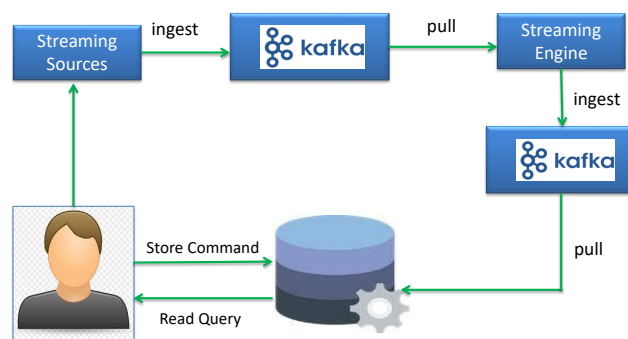 Streaming
Sources
ingest
kafka
pull
Streaming
Engine
ingest
kafka
pull
Store Command
Read Query